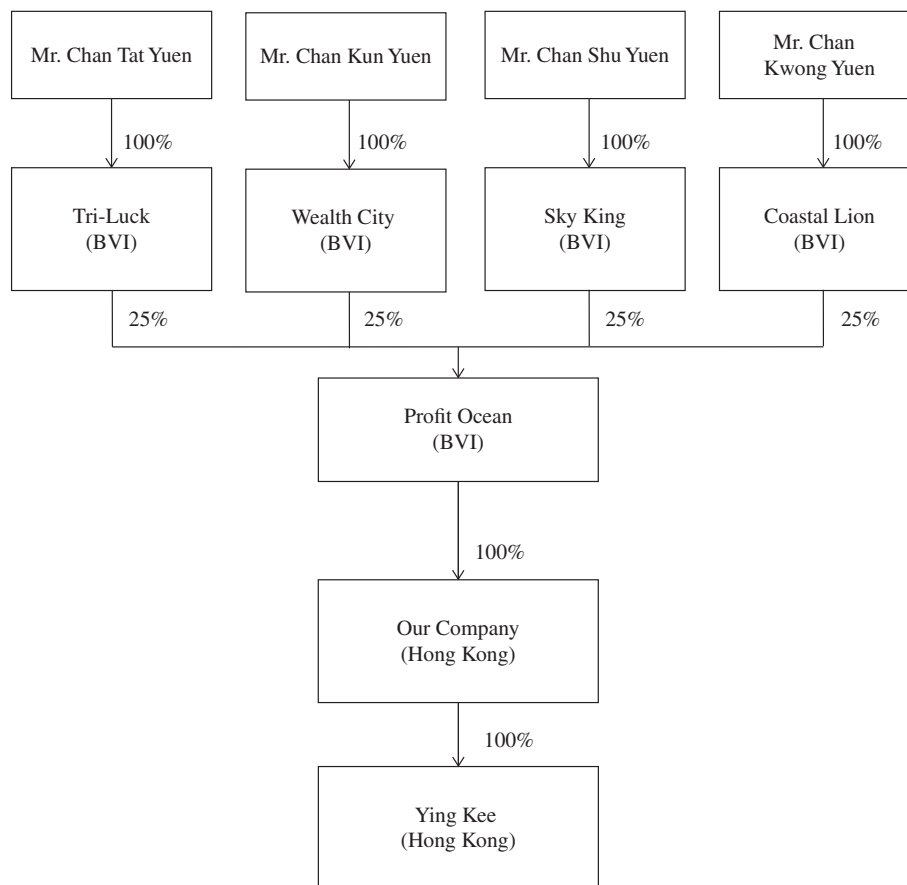 Mr. Chan Tat Yuen
Mr. Chan Kun Yuen
Mr. Chan Shu Yuen
Mr. Chan
Kwong Yuen
100%
100%
100%
100%
Tri-Luck
(BVI)
Wealth City
(BVI)
Sky King
(BVI)
Coastal Lion
(BVI)
25%
25%
25%
25%
Profit Ocean
(BVI)
100%
Our Company
(Hong Kong)
100%
Ying Kee
(Hong Kong)